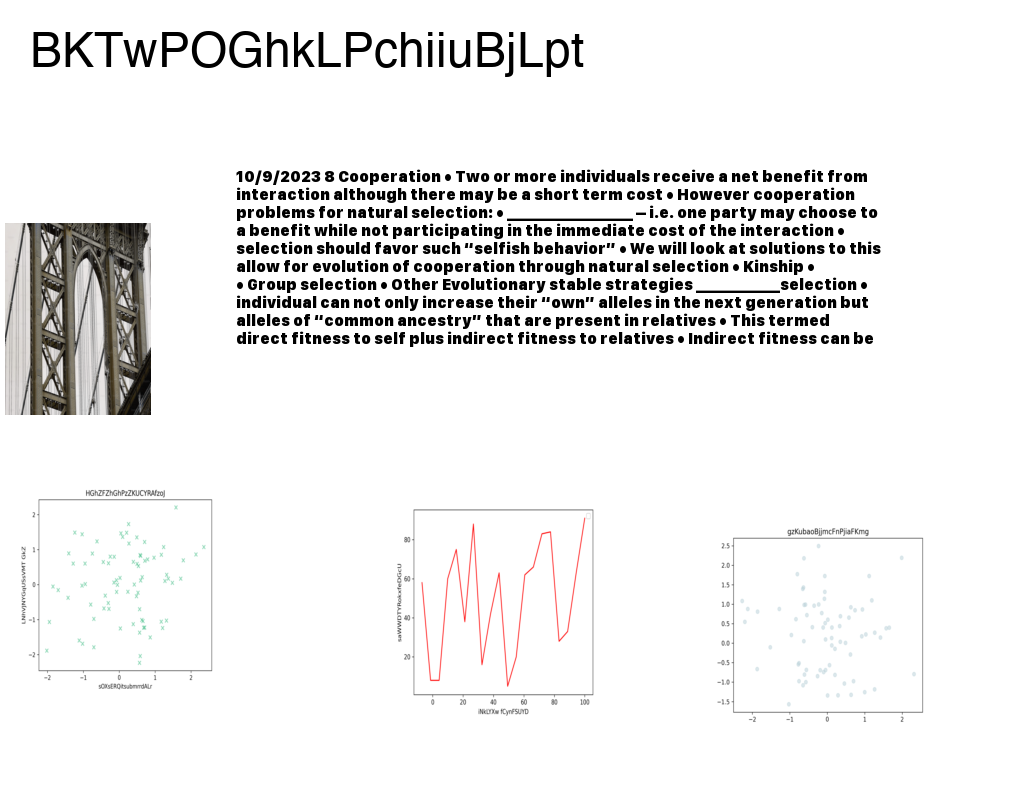 BKTwPOGhkLPchiiuBjLpt
10/9/2023 8 Cooperation • Two or more individuals receive a net benefit from
interaction although there may be a short term cost • However cooperation
problems for natural selection: • _______________ – i.e. one party may choose to
a benefit while not participating in the immediate cost of the interaction •
selection should favor such “selfish behavior” • We will look at solutions to this
allow for evolution of cooperation through natural selection • Kinship •
• Group selection • Other Evolutionary stable strategies __________selection •
individual can not only increase their “own” alleles in the next generation but
alleles of “common ancestry” that are present in relatives • This termed
direct fitness to self plus indirect fitness to relatives • Indirect fitness can be
HGhZFZhGhPzZKUCYRAfzoJ
2
1
0
−1
−2
−2 −1 0 1 2
80
60
40
20
0 20 40 60 80 100
iNkLYXw fCynFSUYD
gzKubaoBjjmcFnPjiaFKmg
2.5
2.0
1.5
1.0
0.5
0.0
−0.5
−1.0
−1.5
−2 −1 0 1 2